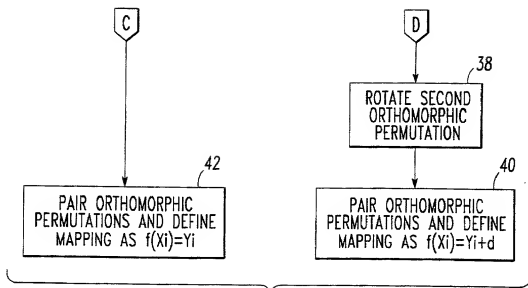 C
D
38
ROTATE SECOND
ORTHOMORPHIC
PERMUTATION
42
PAIR ORTHOMORPHIC
PERMUTATIONS AND DEFINE
MAPPING AS f(Xi)=Yi
40
PAIR ORTHOMORPHIC
PERMUTATIONS AND DEFINE
MAPPING AS f(Xi)=Yi+d